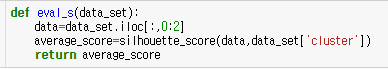 def eval_s(data_set):
    data=data_set.iloc[:,0:2]
    average_score=silhouette_score(data,data_set['cluster'])
    return average_score